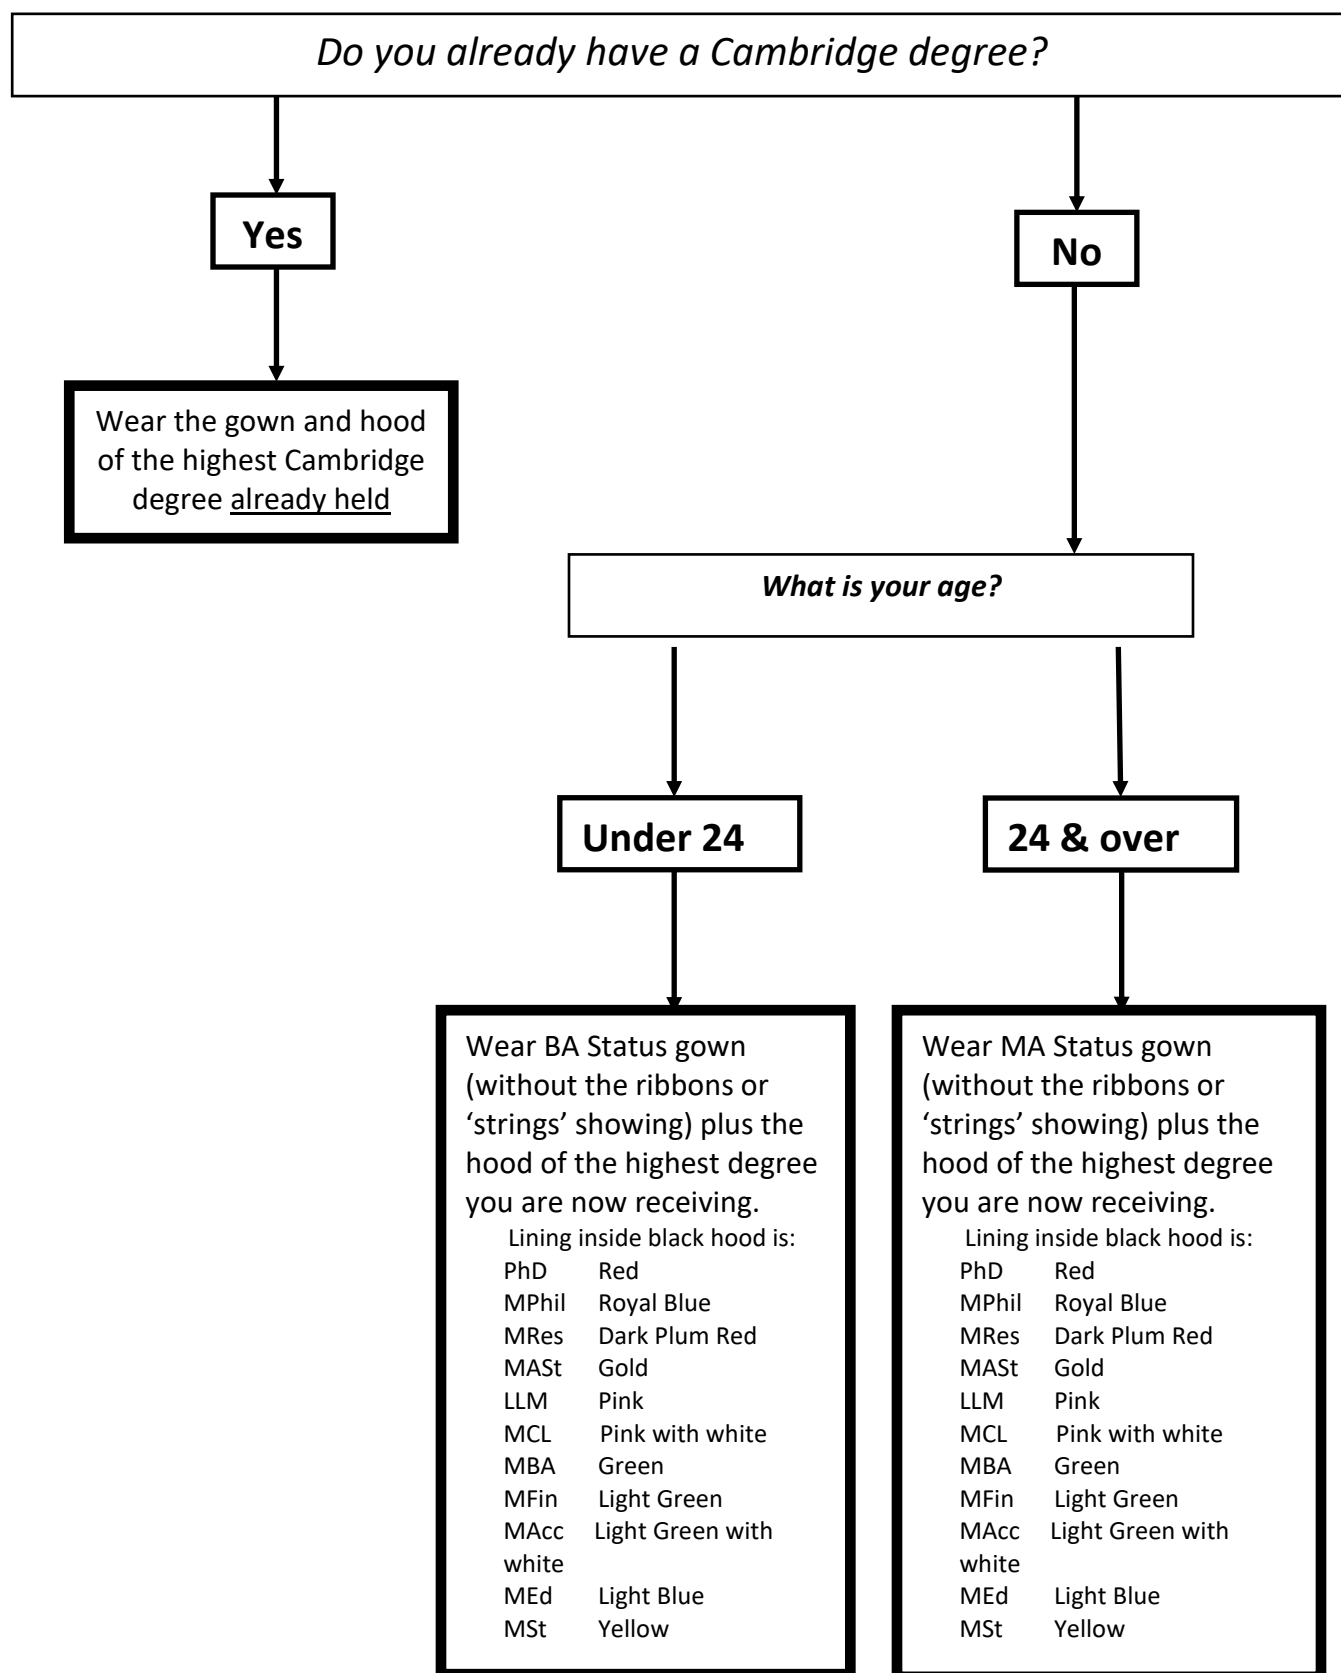 Do you already have a Cambridge degree?
Yes
No
Wear the gown and hood
of the highest Cambridge
degree already held
What is your age?
Under 24
24 & over
Wear BA Status gown
(without the ribbons or
‘strings’ showing) plus the
hood of the highest degree
you are now receiving.
Lining inside black hood is:
PhD Red
MPhil Royal Blue
MRes Dark Plum Red
MASt Gold
LLM Pink
MCL Pink with white
MBA Green
MFin Light Green
MAcc Light Green with
white
MEd Light Blue
MSt Yellow
Wear MA Status gown
(without the ribbons or
‘strings’ showing) plus the
hood of the highest degree
you are now receiving.
Lining inside black hood is:
PhD Red
MPhil Royal Blue
MRes Dark Plum Red
MASt Gold
LLM Pink
MCL Pink with white
MBA Green
MFin Light Green
MAcc Light Green with
white
MEd Light Blue
MSt Yellow